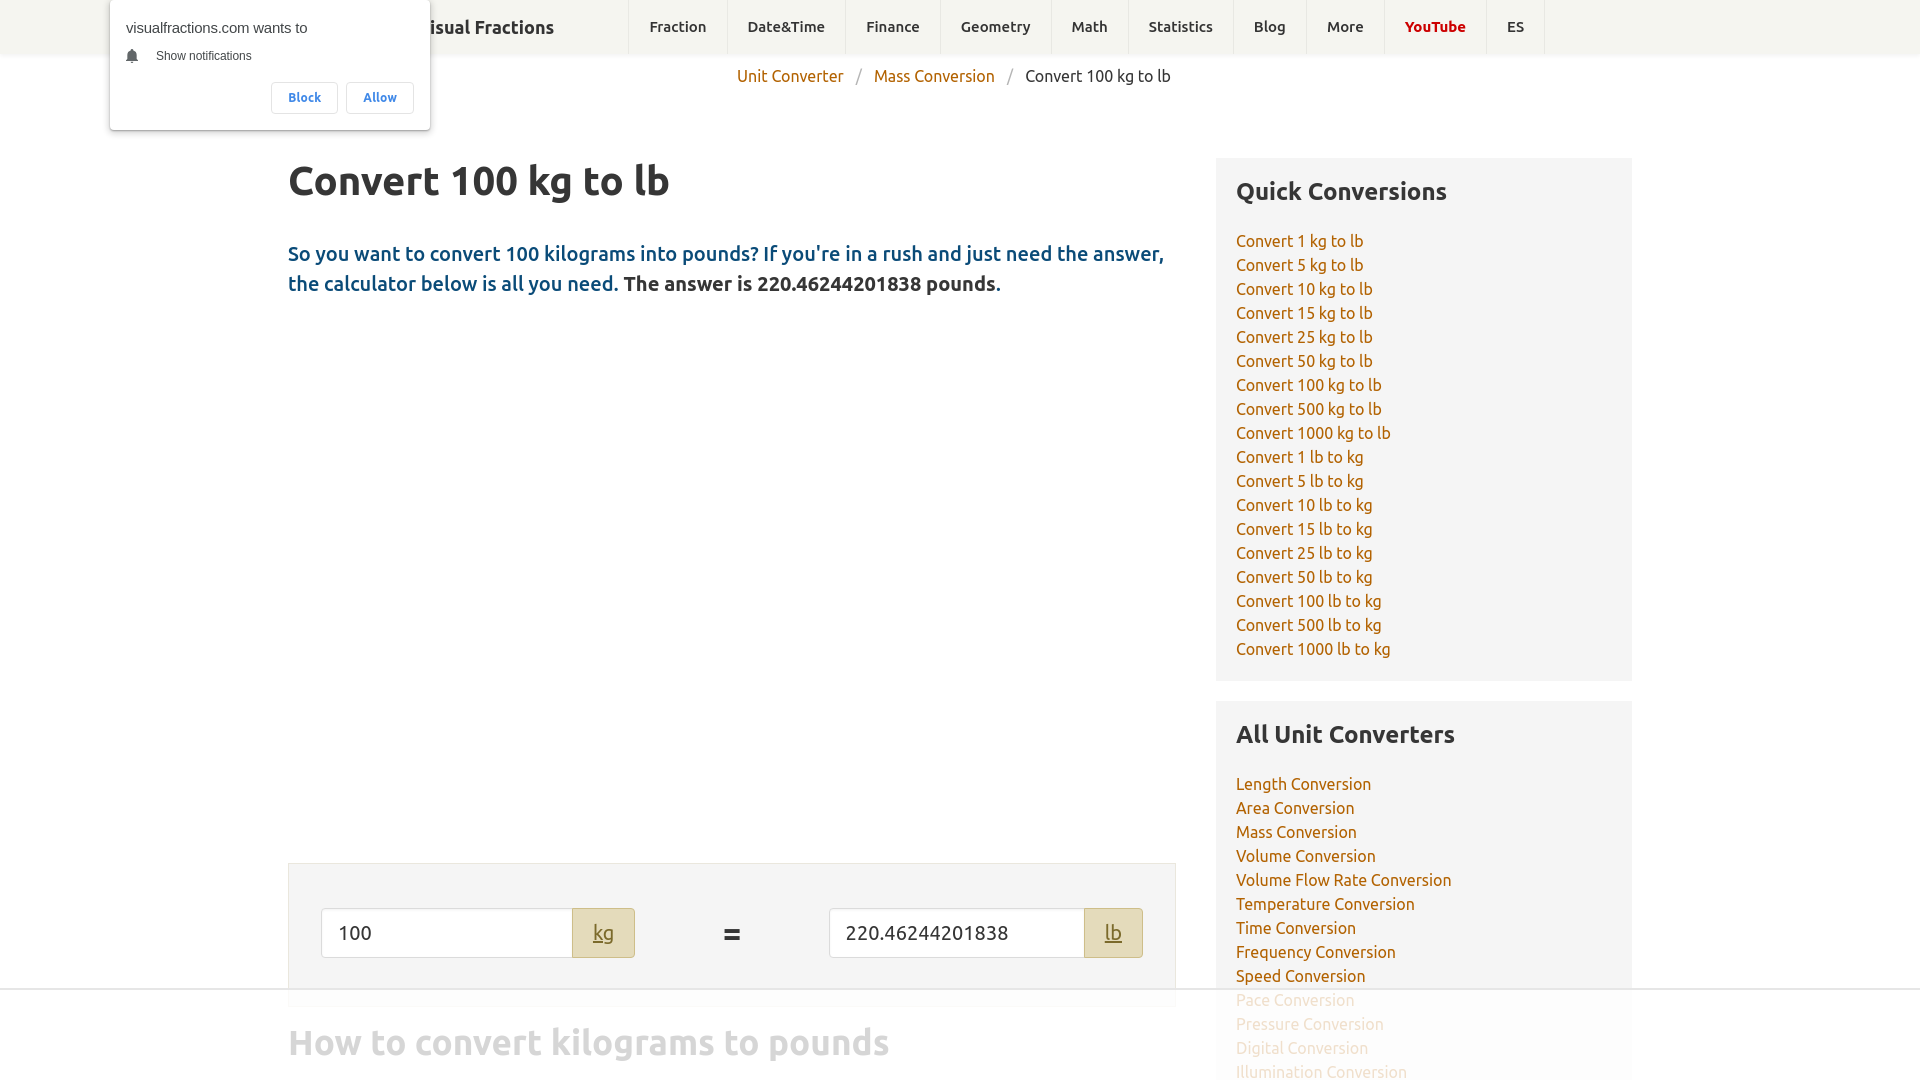 visualfractions.com wants to
Show notifications
Block Allow
isual Fractions
Fraction Date&Time Finance Geometry Math Statistics Blog More YouTube ES
Unit Converter / Mass Conversion / Convert 100 kg to lb
Convert 100 kg to lb
So you want to convert 100 kilograms into pounds? If you're in a rush and just need the answer,
the calculator below is all you need. The answer is 220.46244201838 pounds.
100 kg = 220.46244201838 lb
How to convert kilograms to pounds
Quick Conversions
Convert 1 kg to lb
Convert 5 kg to lb
Convert 10 kg to lb
Convert 15 kg to lb
Convert 25 kg to lb
Convert 50 kg to lb
Convert 100 kg to lb
Convert 500 kg to lb
Convert 1000 kg to lb
Convert 1 lb to kg
Convert 5 lb to kg
Convert 10 lb to kg
Convert 15 lb to kg
Convert 25 lb to kg
Convert 50 lb to kg
Convert 100 lb to kg
Convert 500 lb to kg
Convert 1000 lb to kg
All Unit Converters
Length Conversion
Area Conversion
Mass Conversion
Volume Conversion
Volume Flow Rate Conversion
Temperature Conversion
Time Conversion
Frequency Conversion
Speed Conversion
Pace Conversion
Pressure Conversion
Digital Conversion
Illumination Conversion